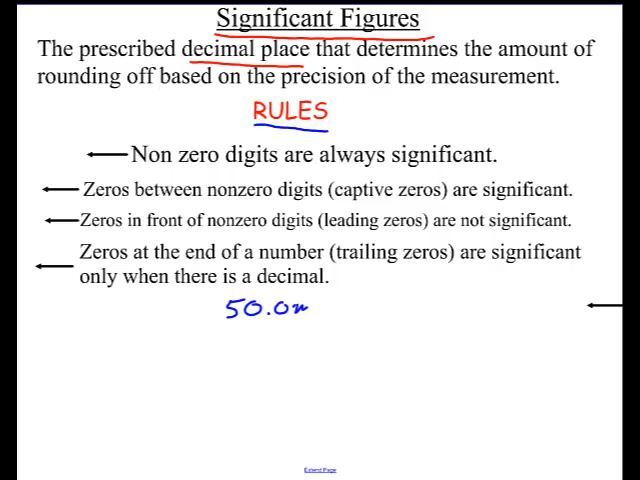 Significant Figures
The prescribed decimal place that determines the amount of
rounding off based on the precision of the measurement.
RULES
Non zero digits are always significant.
Zeros between nonzero digits (captive zeros) are significant.
Zeros in front of nonzero digits (leading zeros) are not significant.
Zeros at the end of a number (trailing zeros) are significant
only when there is a decimal.
50.0m
Extend Page